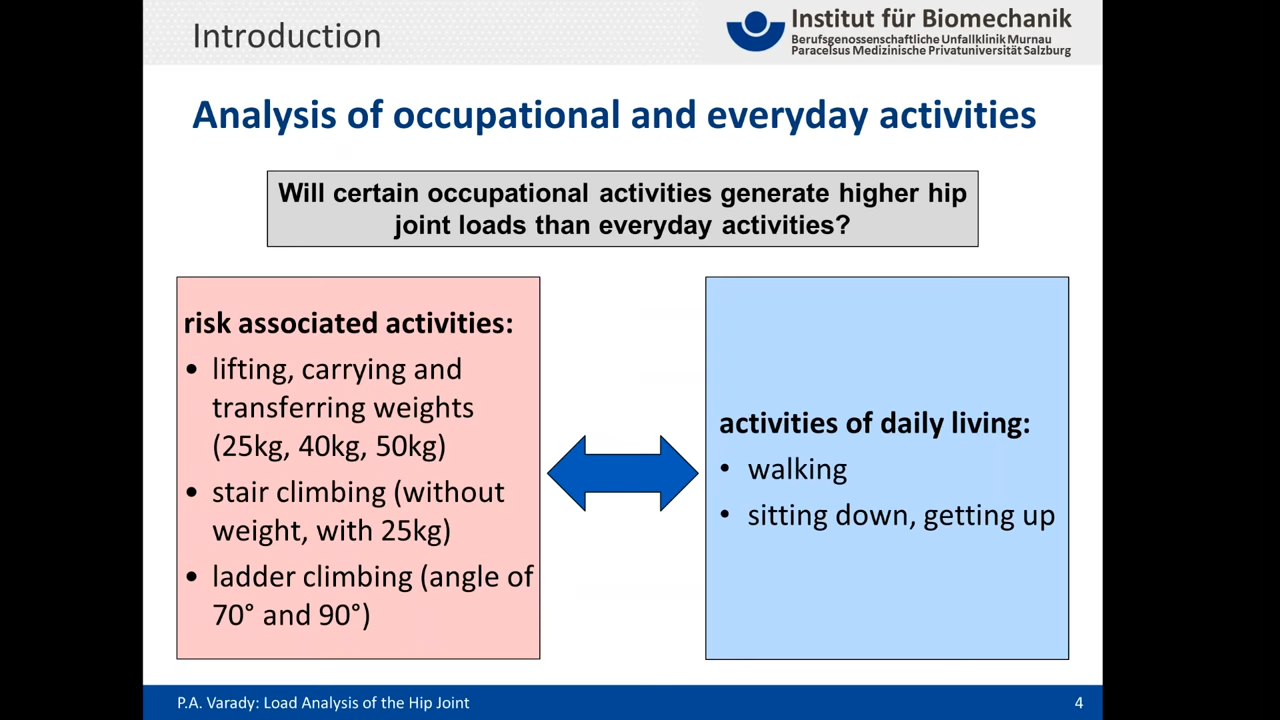 Introduction
Institut für Biomechanik
Berufsgenossenschaftliche Unfallklinik Murnau
Paracelsus Medizinische Privatuniversität Salzburg
Analysis of occupational and everyday activities
Will certain occupational activities generate higher hip
joint loads than everyday activities?
risk associated activities:
• lifting, carrying and
transferring weights
(25kg, 40kg, 50kg)
• stair climbing (without
weight, with 25kg)
• ladder climbing (angle of
70° and 90°)
activities of daily living:
• walking
• sitting down, getting up
P.A. Varady: Load Analysis of the Hip Joint
4